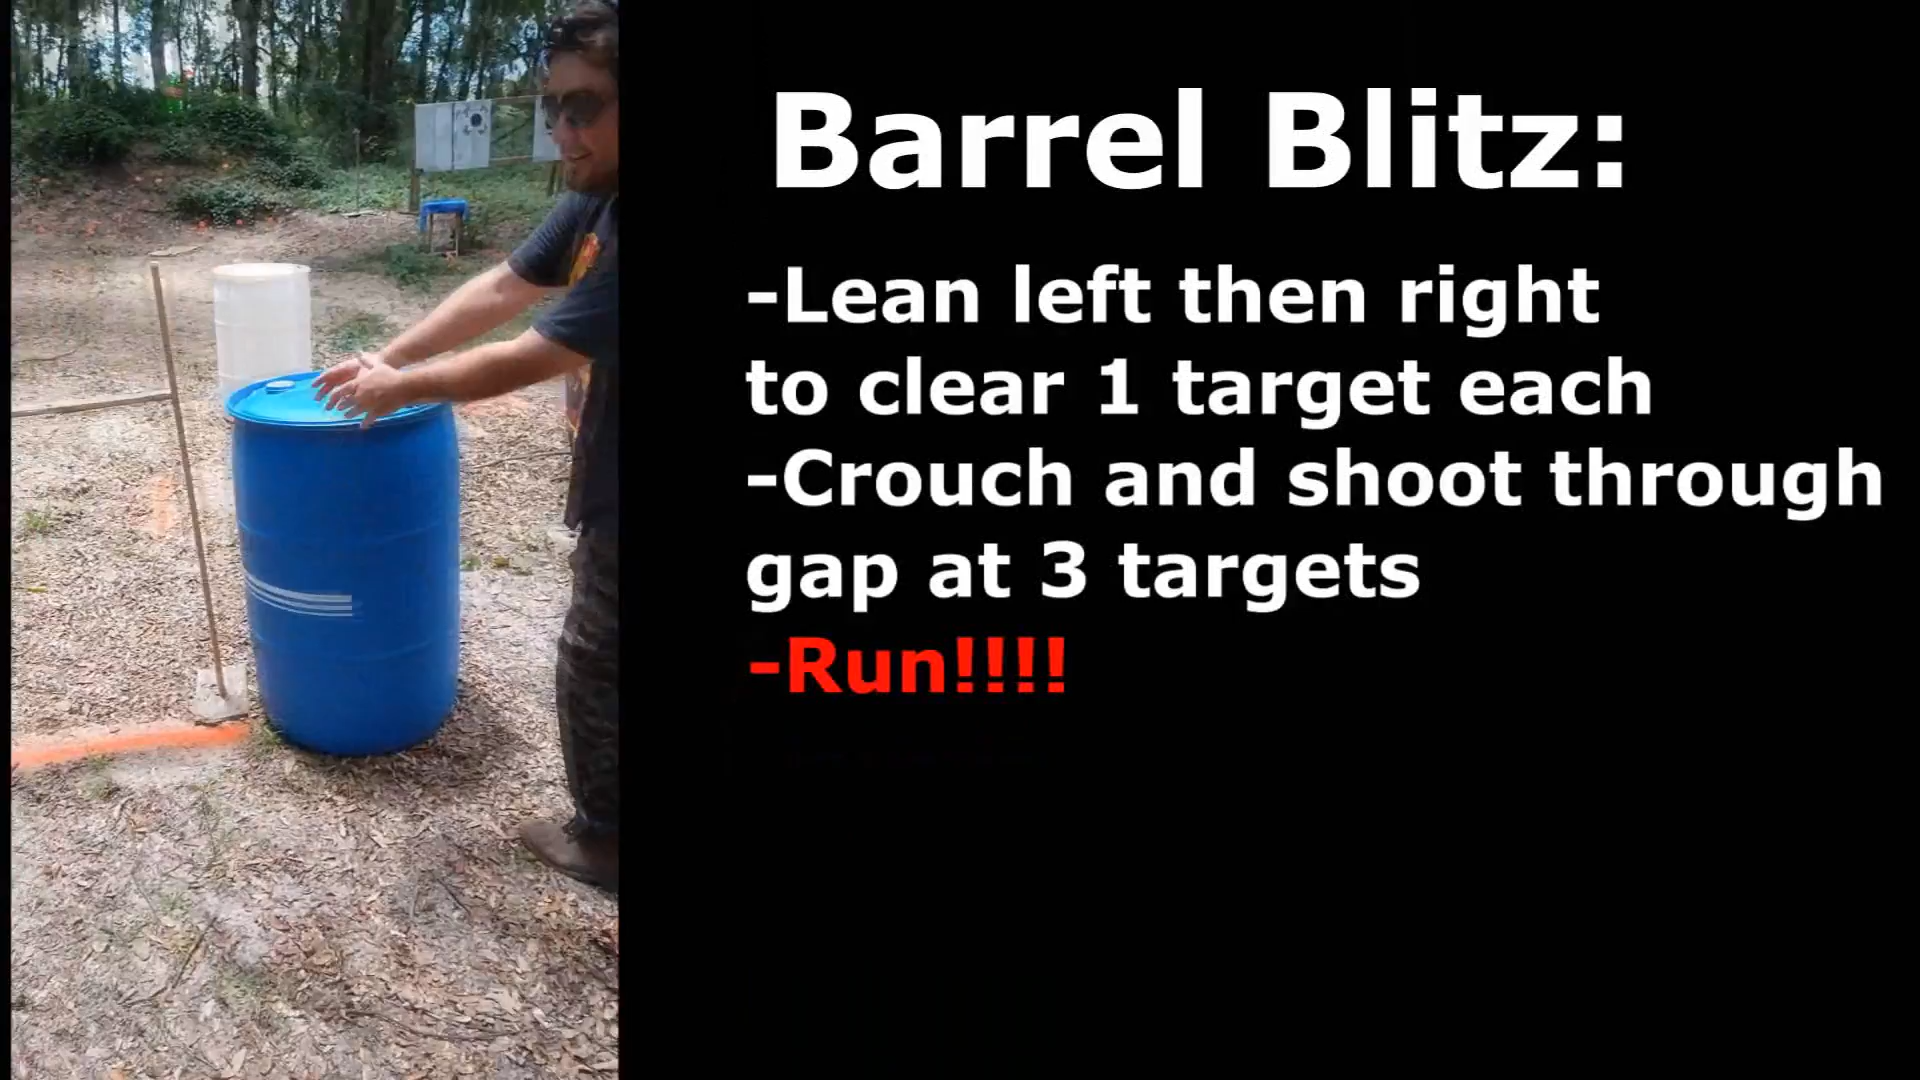 Barrel Blitz:
-Lean left then right
to clear 1 target each
-Crouch and shoot through
gap at 3 targets
-Run!!!!